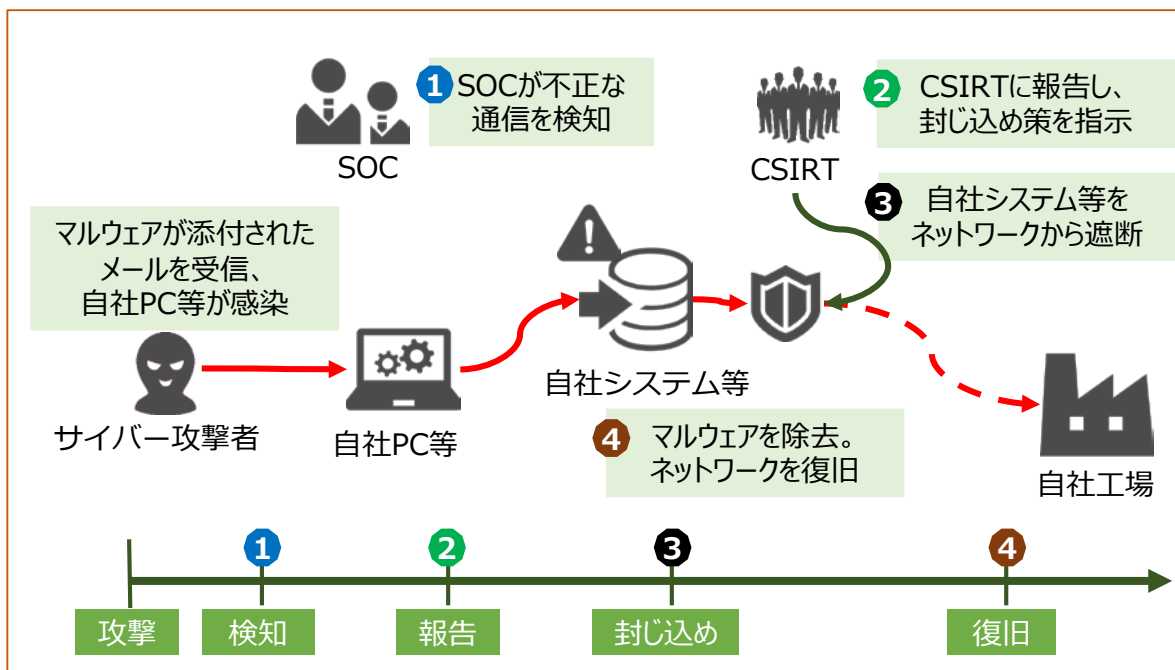 1
SOCが不正な
通信を検知
SOC
2
CSIRTに報告し、
封じ込め策を指示
CSIRT
3
自社システム等を
ネットワークから遮断
マルウェアが添付された
メールを受信、
自社PC等が感染
サイバー攻撃者
自社PC等
自社システム等
4
マルウェアを除去。
ネットワークを復旧
自社工場
1
2
3
4
攻撃
検知
報告
封じ込め
復旧